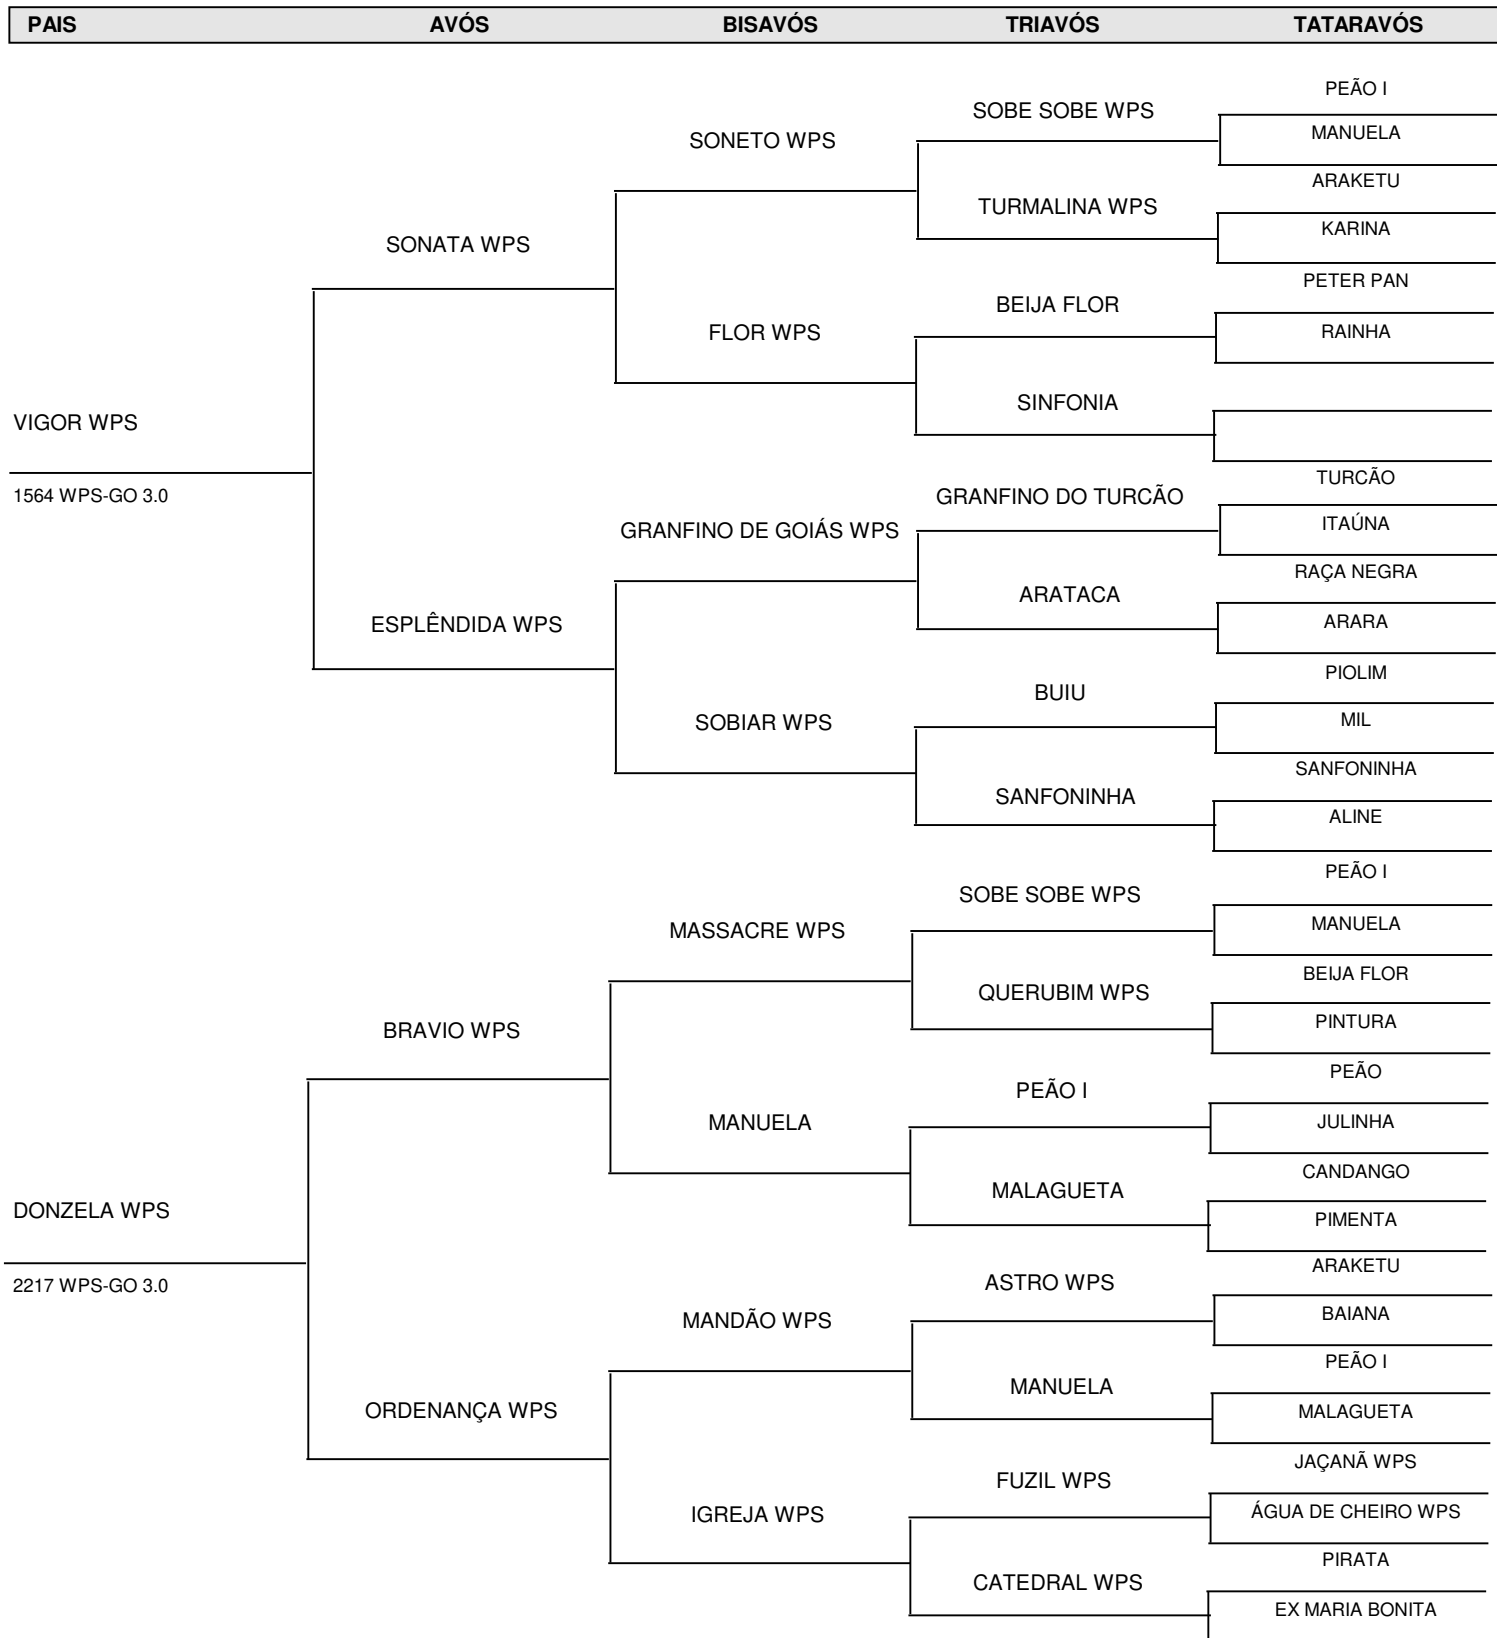 PAIS AVÓS BISAVÓS TRIAVÓS TATARAVÓS
PEÃO I
SOBE SOBE WPS
MANUELA
SONETO WPS
ARAKETU
TURMALINA WPS
KARINA
SONATA WPS
PETER PAN
BEIJA FLOR
RAINHA
FLOR WPS
SINFONIA
VIGOR WPS
1564 WPS-GO 3.0
TURCÃO
GRANFINO DO TURCÃO
ITAÚNA
GRANFINO DE GOIÁS WPS
RAÇA NEGRA
ARATACA
ARARA
ESPLÊNDIDA WPS
PIOLIM
BUIU
MIL
SOBIAR WPS
SANFONINHA
SANFONINHA
ALINE
PEÃO I
SOBE SOBE WPS
MANUELA
MASSACRE WPS
BEIJA FLOR
QUERUBIM WPS
PINTURA
BRAVIO WPS
PEÃO
PEÃO I
JULINHA
MANUELA
CANDANGO
MALAGUETA
PIMENTA
DONZELA WPS
2217 WPS-GO 3.0
ARAKETU
ASTRO WPS
BAIANA
MANDÃO WPS
PEÃO I
MANUELA
MALAGUETA
ORDENANÇA WPS
JAÇANÃ WPS
FUZIL WPS
ÁGUA DE CHEIRO WPS
IGREJA WPS
PIRATA
CATEDRAL WPS
EX MARIA BONITA